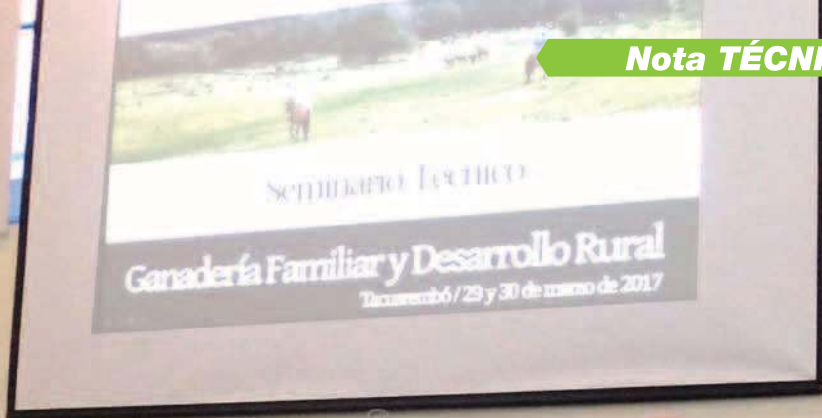 Nota TÉCNI
Seminario Técnico
Ganadería Familiar y Desarrollo Rural
Tacuarembó / 29 y 30 de marzo de 2017